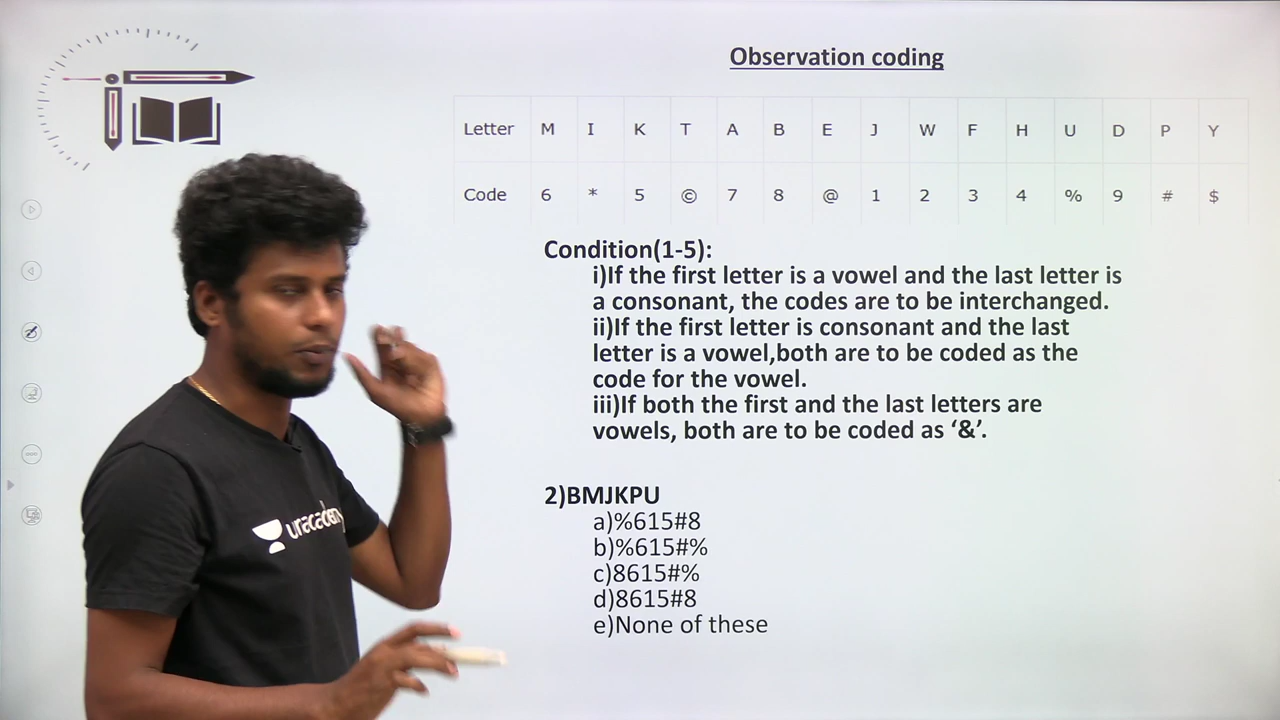 Observation coding
Letter M I K T A B E J W F H U D P Y
Code 6 * 5 © 7 8 @ 1 2 3 4 % 9 # $
Condition(1-5):
i)If the first letter is a vowel and the last letter is
a consonant, the codes are to be interchanged.
ii)If the first letter is consonant and the last
letter is a vowel,both are to be coded as the
code for the vowel.
iii)If both the first and the last letters are
vowels, both are to be coded as ‘&’.
2)BMJKPU
a)%615#8
b)%615#%
c)8615#%
d)8615#8
e)None of these
unacademy